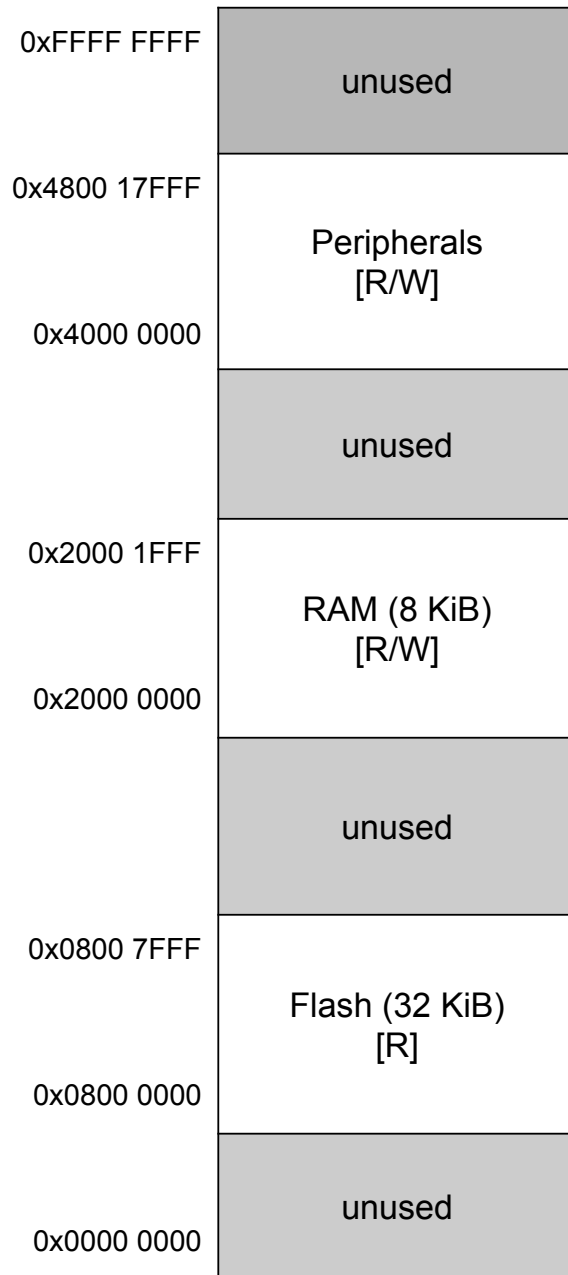 0xFFFF FFFF
unused
0x4800 17FFF
Peripherals
[R/W]
0x4000 0000
unused
0x2000 1FFF
RAM (8 KiB)
[R/W]
0x2000 0000
unused
0x0800 7FFF
Flash (32 KiB)
[R]
0x0800 0000
unused
0x0000 0000